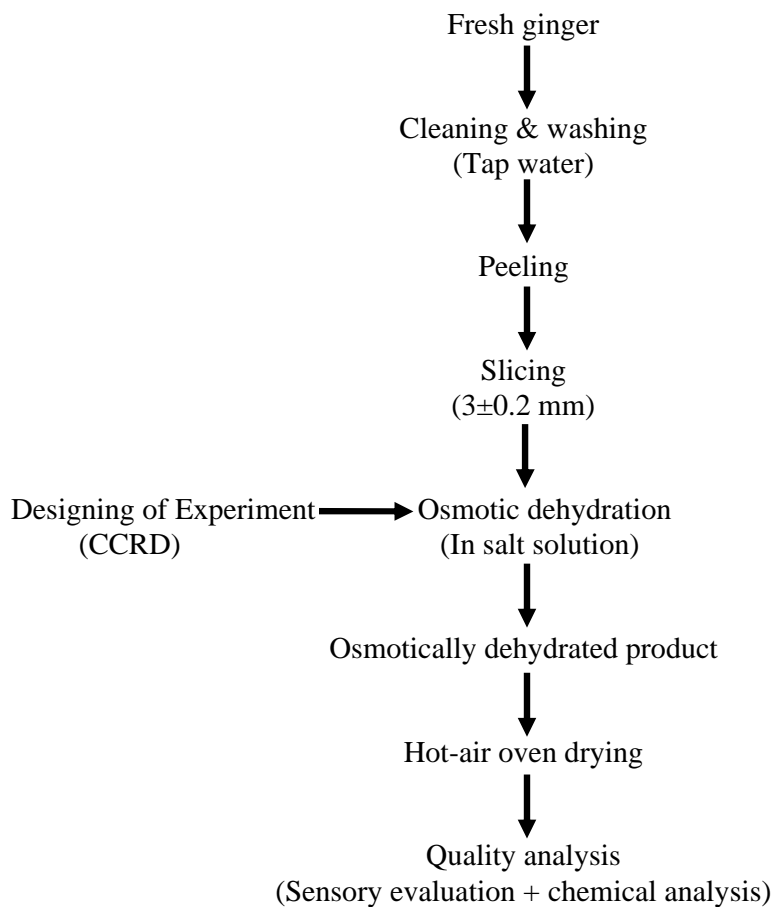 Fresh ginger
Cleaning & washing
(Tap water)
Peeling
Slicing
(3±0.2 mm)
Designing of Experiment
(CCRD)
Osmotic dehydration
(In salt solution)
Osmotically dehydrated product
Hot-air oven drying
Quality analysis
(Sensory evaluation + chemical analysis)